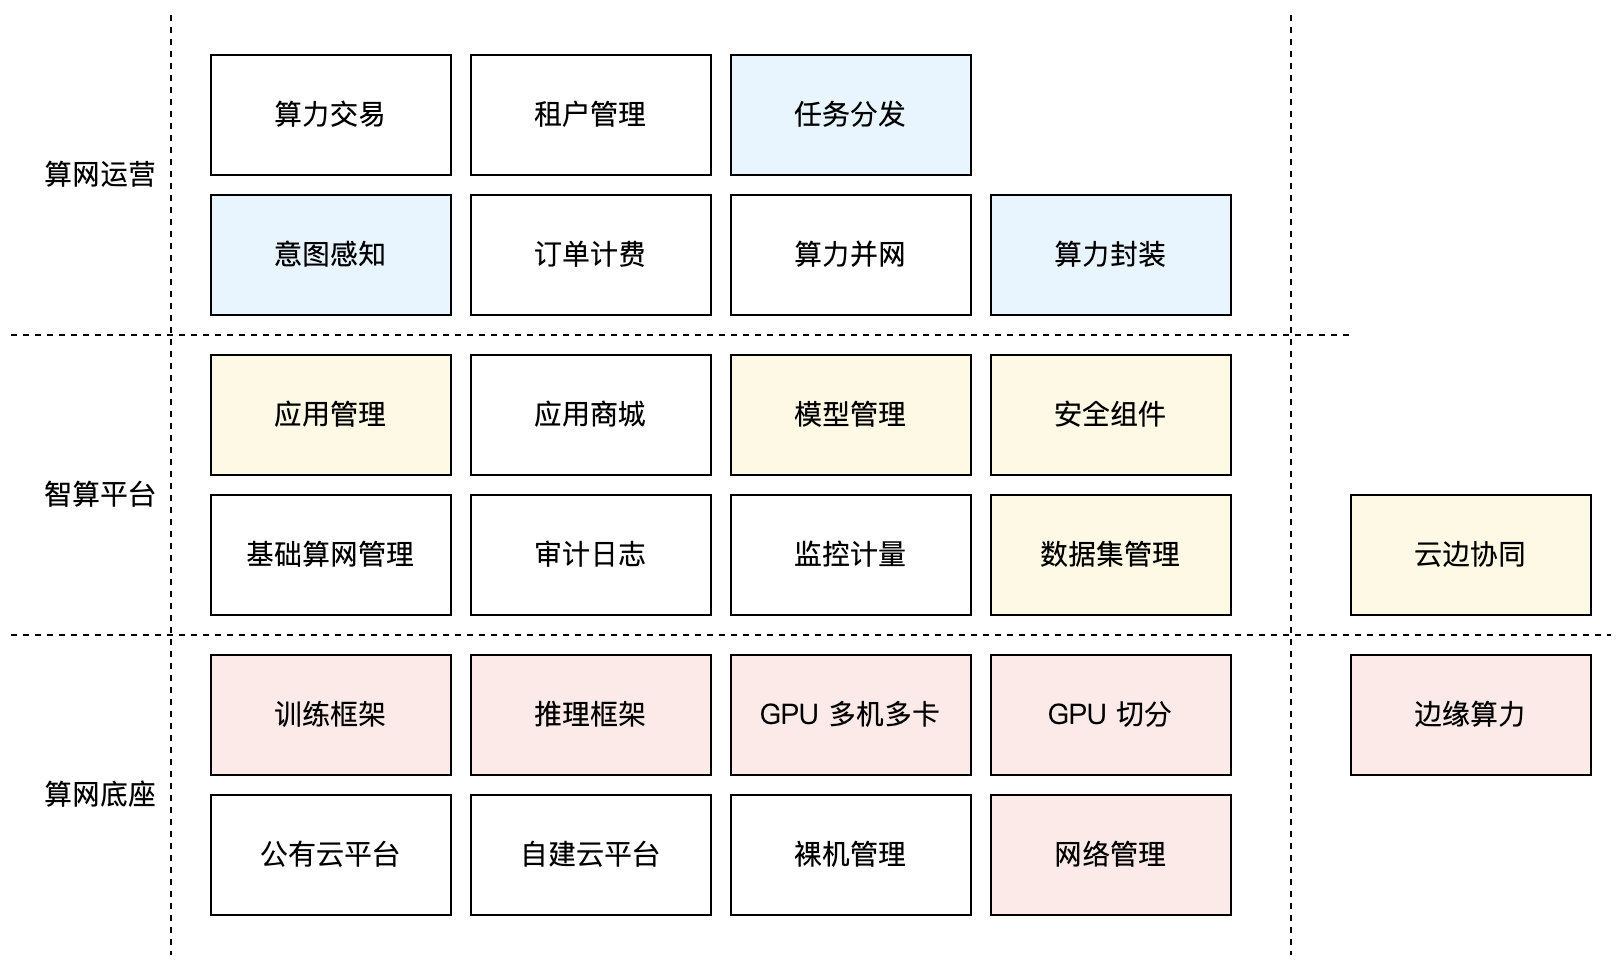 算力交易
租户管理
任务分发
算网运营
意图感知
订单计费
算力并网
算力封装
应用管理
应用商城
模型管理
安全组件
智算平台
基础算网管理
审计日志
监控计量
数据集管理
云边协同
训练框架
推理框架
GPU 多机多卡
GPU 切分
边缘算力
算网底座
公有云平台
自建云平台
裸机管理
网络管理